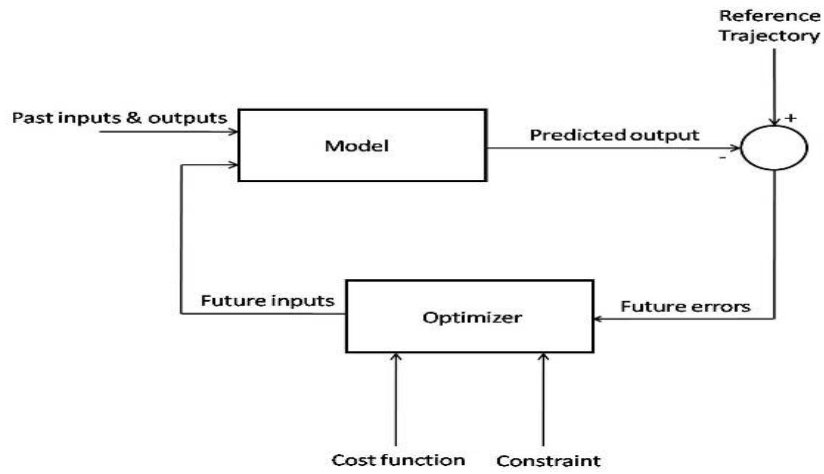 Reference
Trajectory
Past inputs & outputs
+
Model
Predicted output
-
Future inputs
Optimizer
Future errors
Cost function
Constraint